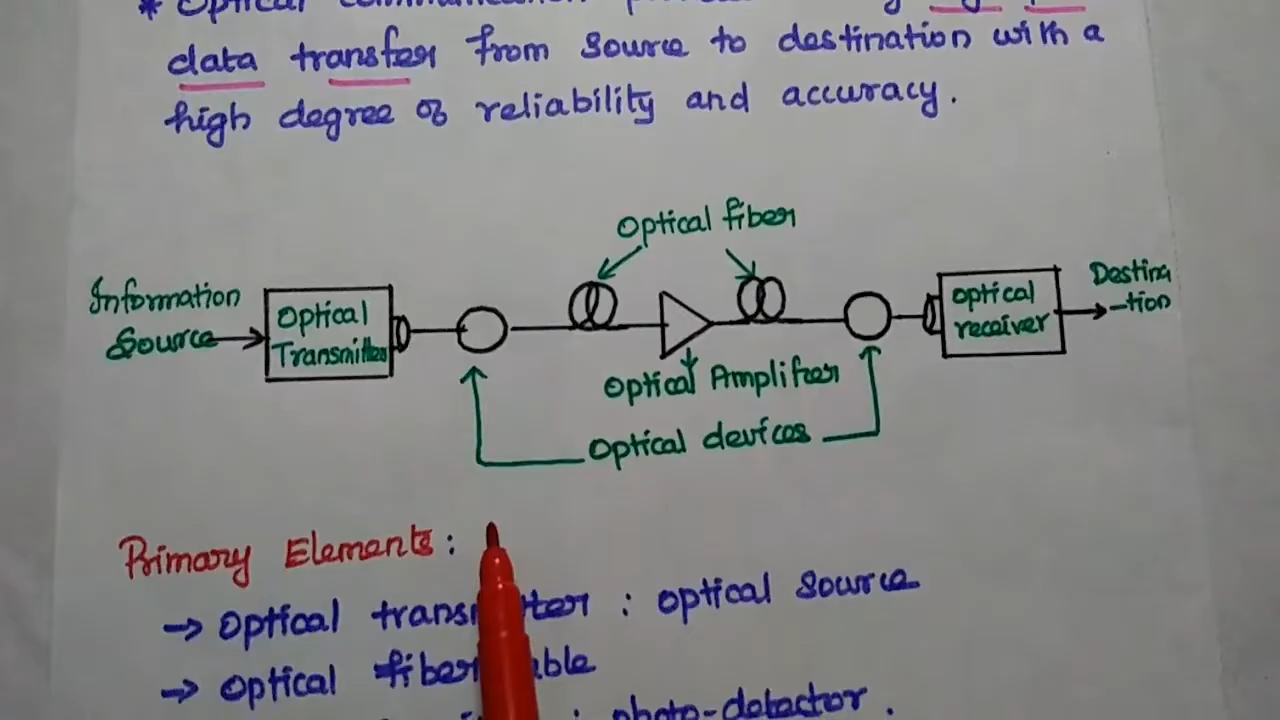 * Optical communication
data transfer from source to destination with a
high degree of reliability and accuracy.
Optical fiber
Information
Source
Optical
Transmitter
optical
receiver
Destina
-tion
Optical Amplifier
Optical devices
Primary Elements:
→ Optical transmitter : optical source
→ Optical fiber cable
: photo-detector.